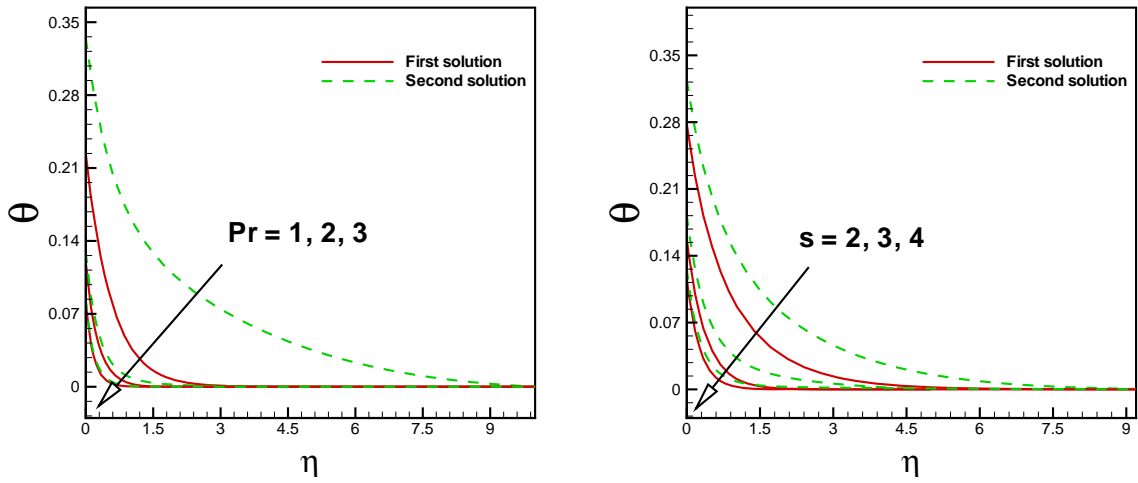 0.35
0.28
0.21
0.14
0.07
0
θ
First solution
Second solution
Pr = 1, 2, 3
0 1.5 3 4.5 6 7.5 9
η
0.35
0.28
0.21
0.14
0.07
0
θ
First solution
Second solution
s = 2, 3, 4
0 1.5 3 4.5 6 7.5 9
η